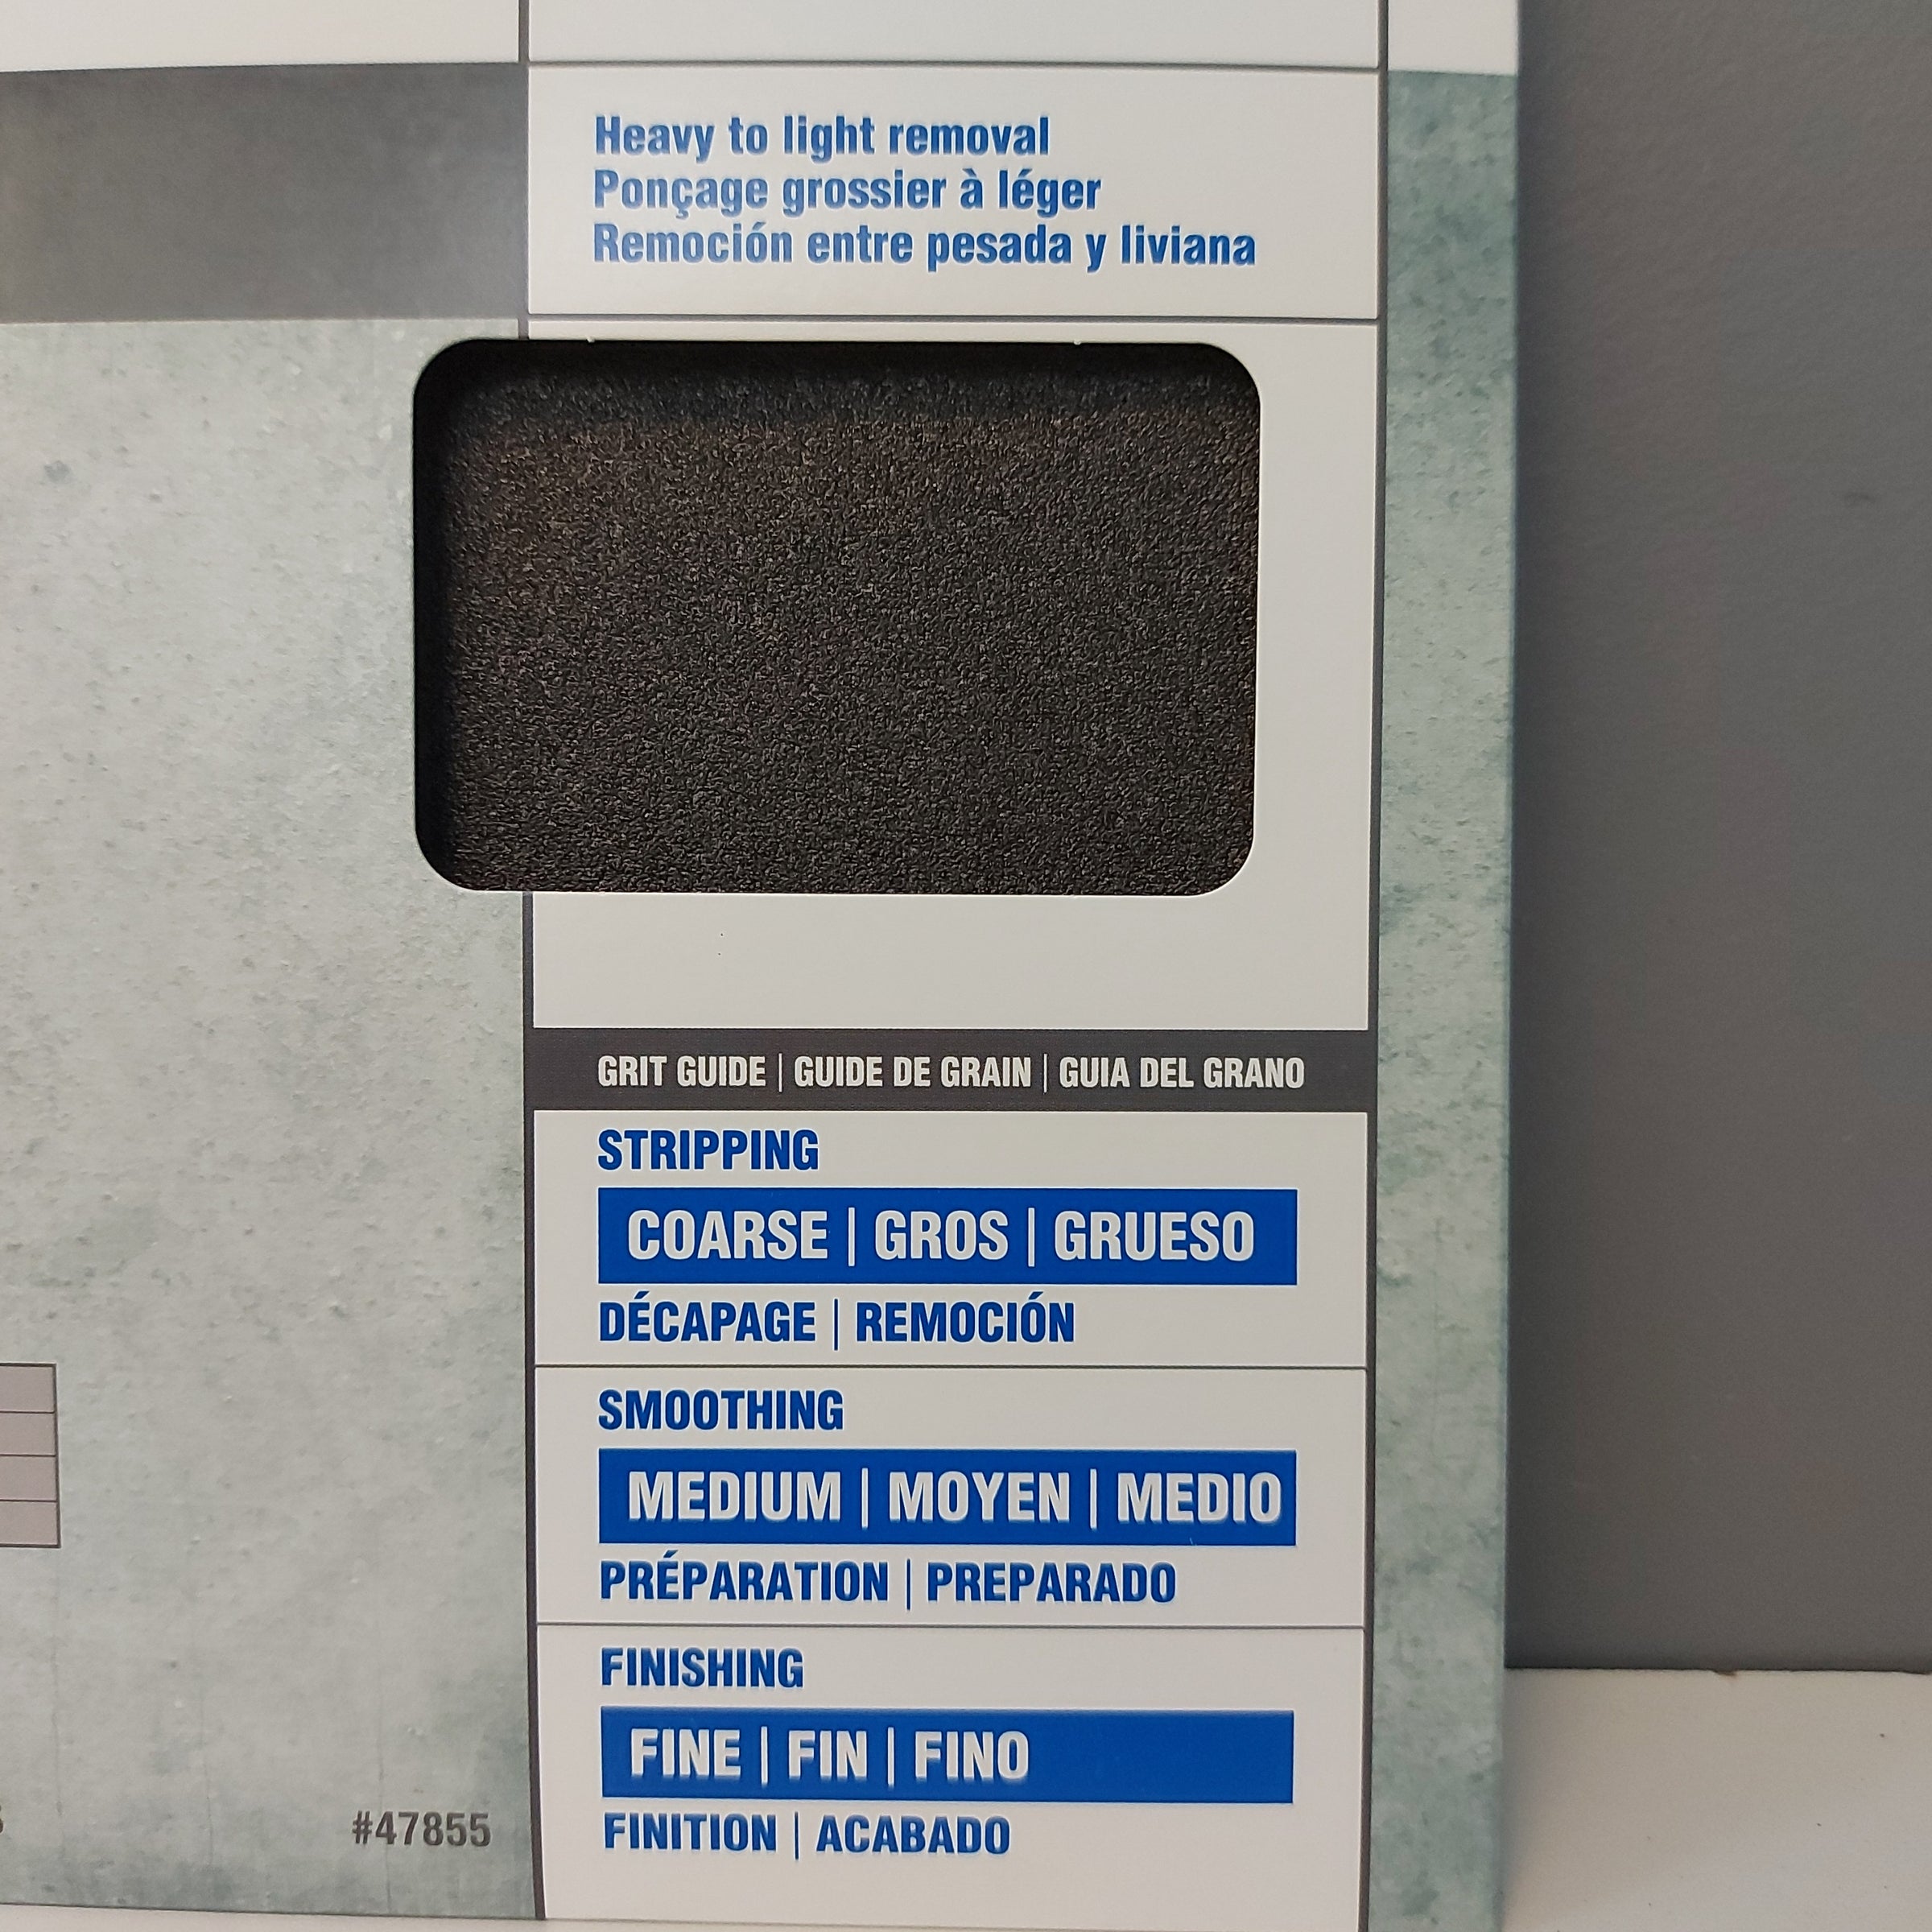 Heavy to light removal
Ponçage grossier à léger
Remoción entre pesada y liviana
GRIT GUIDE | GUIDE DE GRAIN | GUIA DEL GRANO
STRIPPING
COARSE | GROS | GRUESO
DÉCAPAGE | REMOCIÓN
SMOOTHING
MEDIUM | MOYEN | MEDIO
PRÉPARATION | PREPARADO
FINISHING
FINE | FIN | FINO
FINITION | ACABADO
#47855